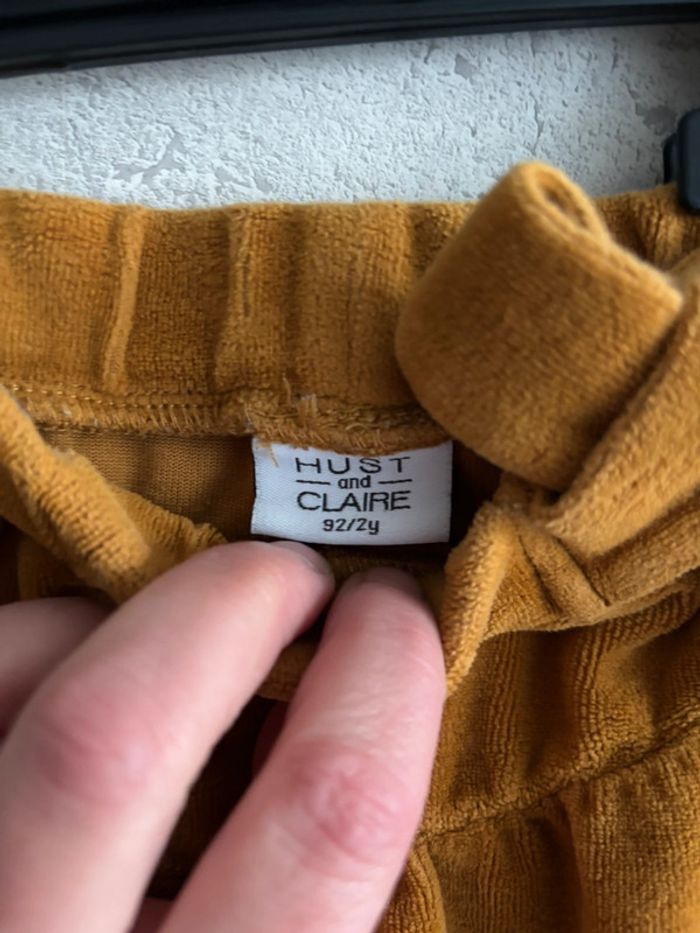 HUST
and
CLAIRE
92/2y